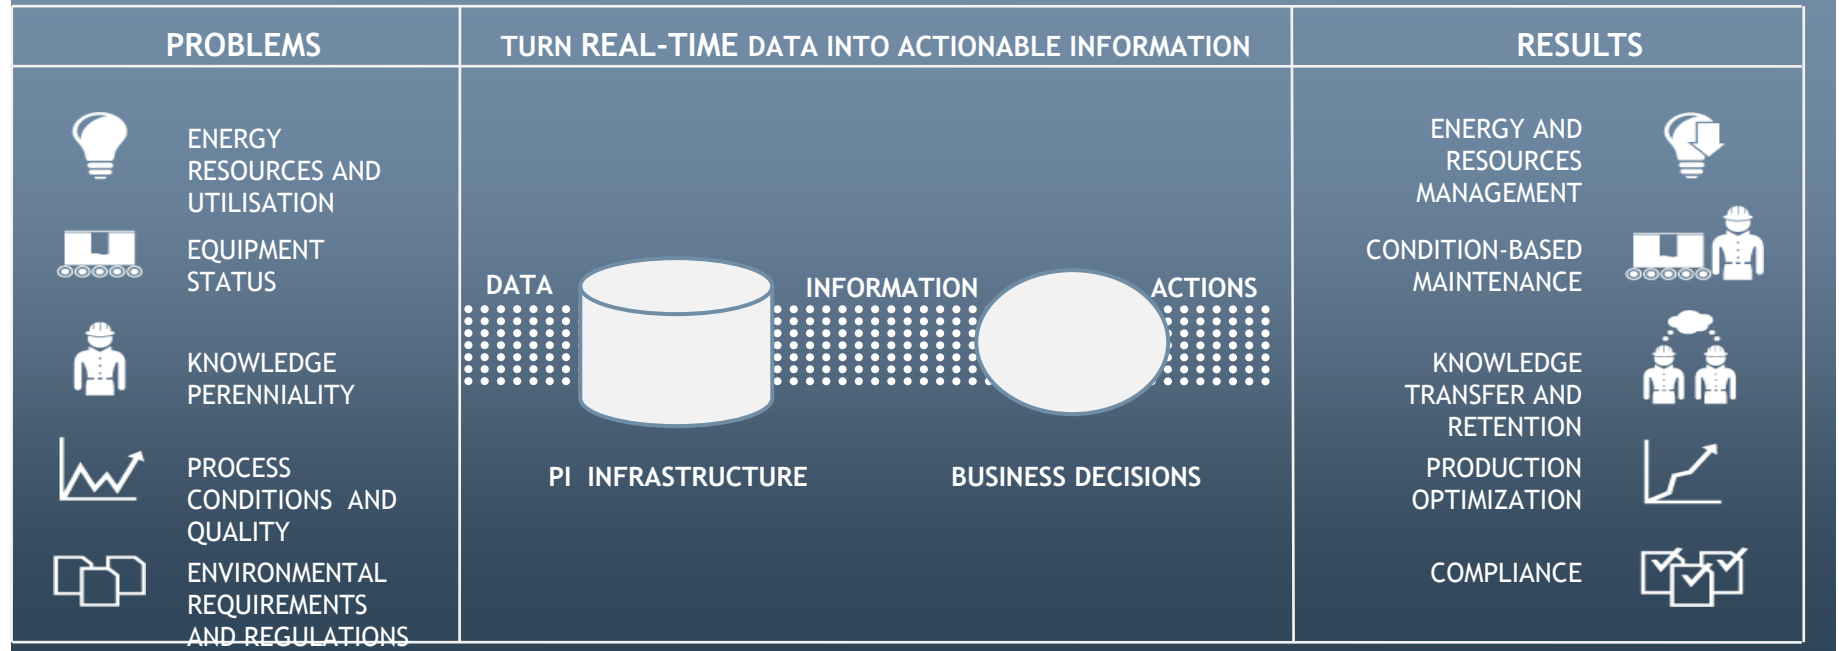 PROBLEMS
TURN REAL-TIME DATA INTO ACTIONABLE INFORMATION
RESULTS
ENERGY
RESOURCES AND
UTILISATION
EQUIPMENT
STATUS
KNOWLEDGE
PERENNIALITY
PROCESS
CONDITIONS AND
QUALITY
ENVIRONMENTAL
REQUIREMENTS
AND REGULATIONS
DATA
INFORMATION
ACTIONS
PI INFRASTRUCTURE
BUSINESS DECISIONS
ENERGY AND
RESOURCES
MANAGEMENT
CONDITION-BASED
MAINTENANCE
KNOWLEDGE
TRANSFER AND
RETENTION
PRODUCTION
OPTIMIZATION
COMPLIANCE